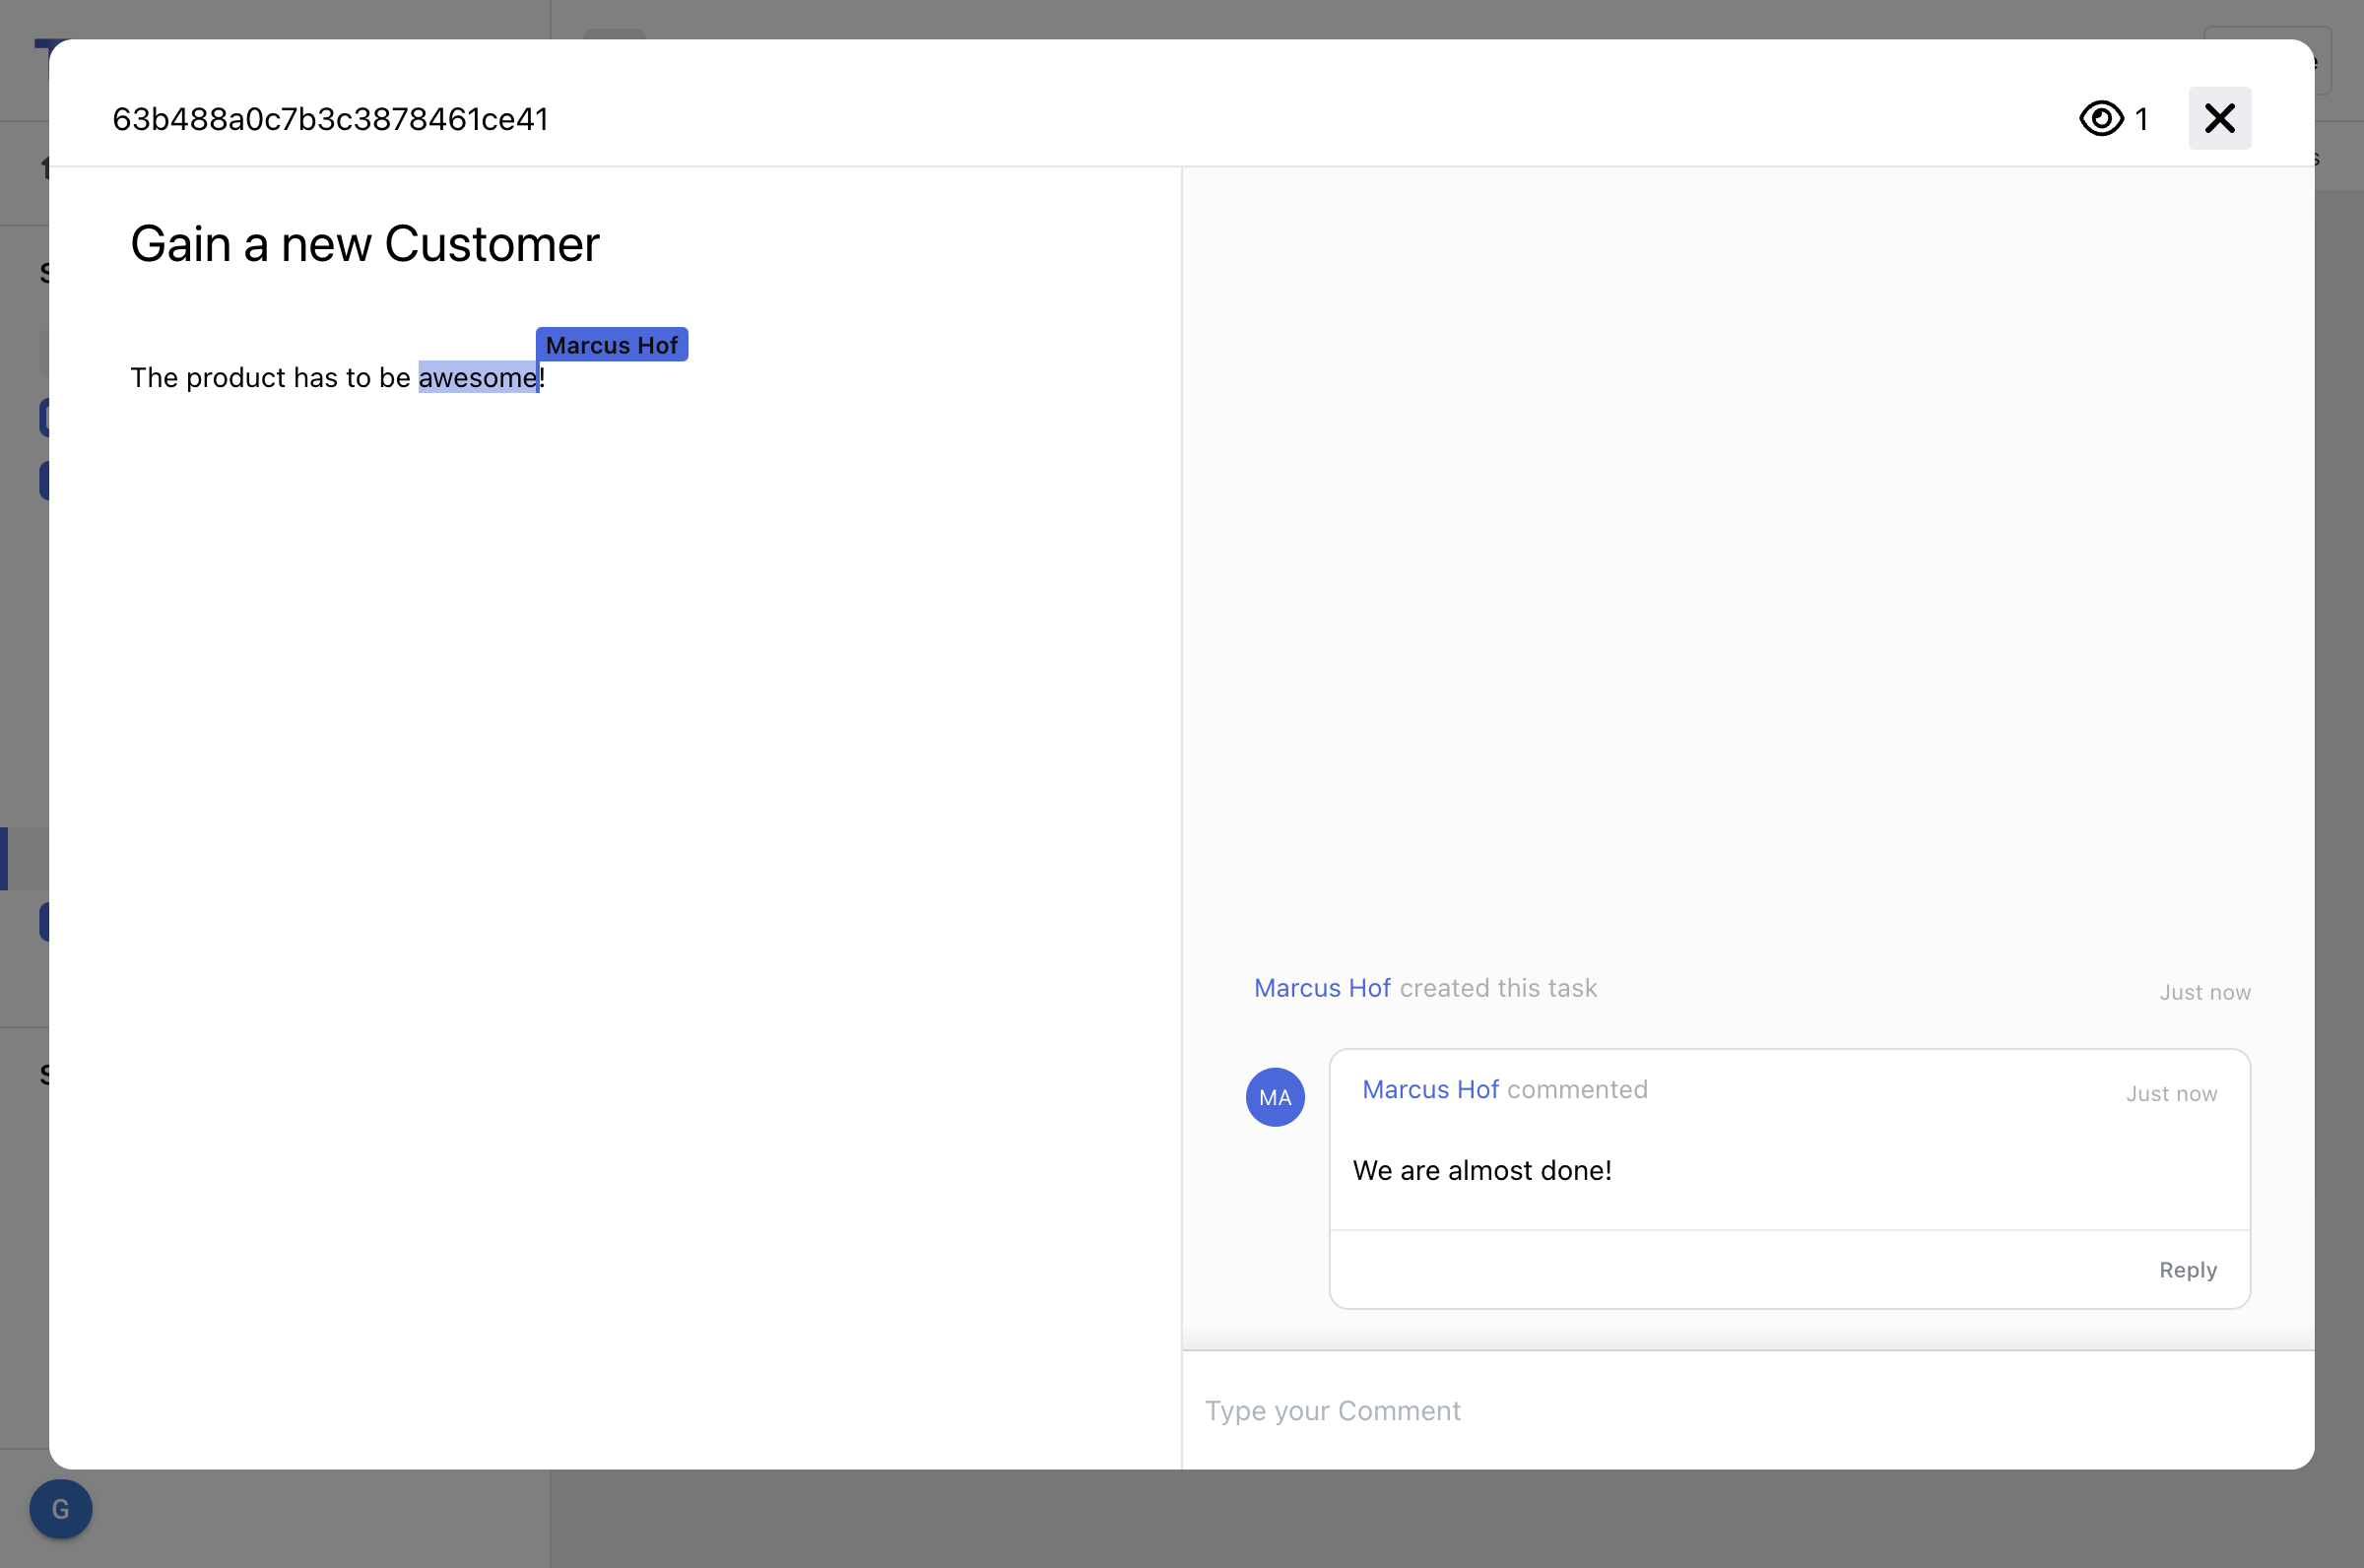 63b488a0c7b3c3878461ce41
1
Gain a new Customer
Marcus Hof
The product has to be awesome!
Marcus Hof created this task
Just now
MA
Marcus Hof commented
Just now
We are almost done!
Reply
Type your Comment
G